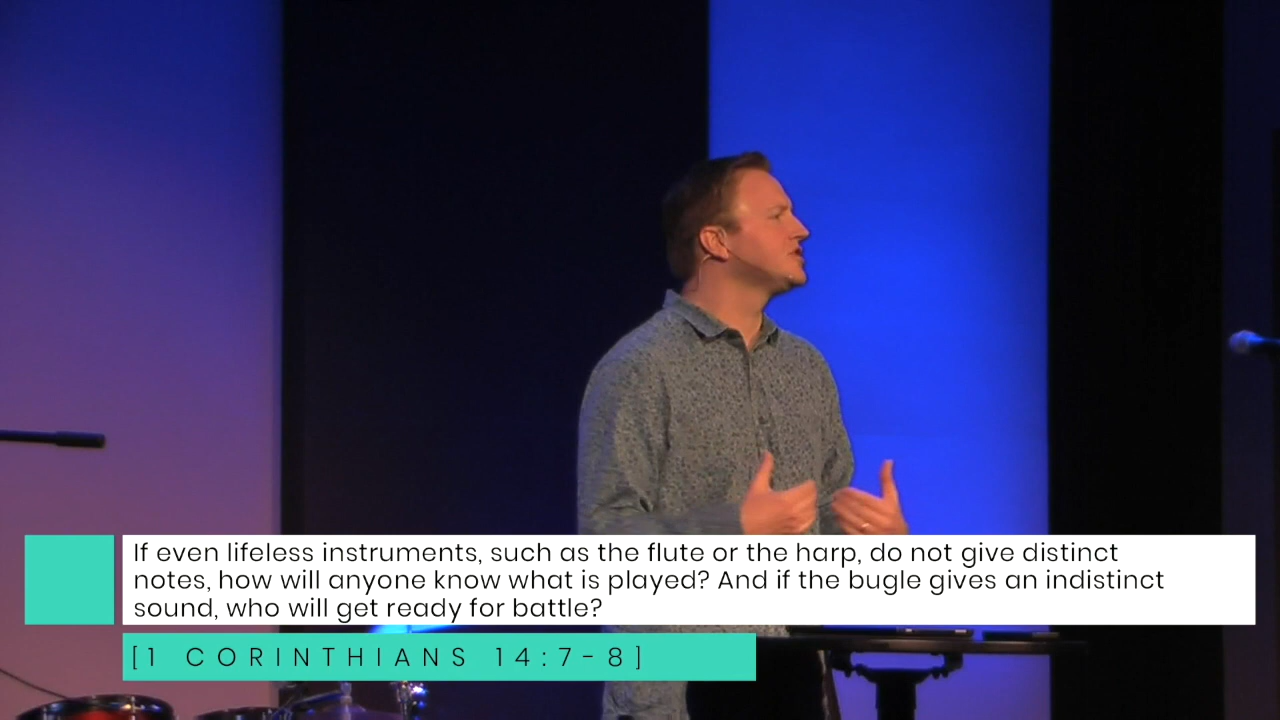 If even lifeless instruments, such as the flute or the harp, do not give distinct
notes, how will anyone know what is played? And if the bugle gives an indistinct
sound, who will get ready for battle?
[1 CORINTHIANS 14:7-8]